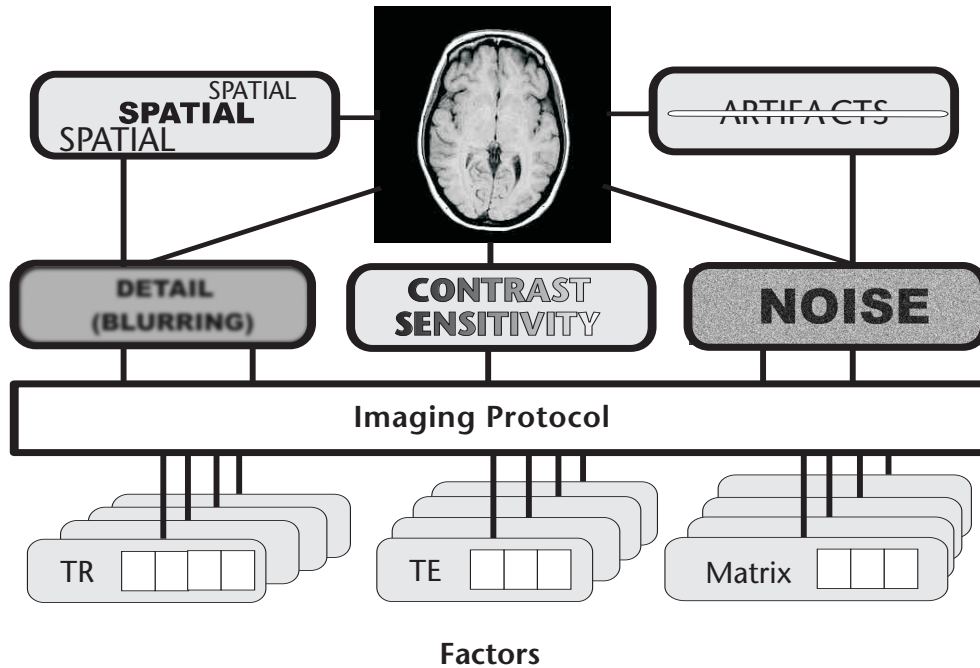 SPATIAL
SPATIAL
SPATIAL
ARTIFACTS
DETAIL
(BLURRING)
CONTRAST
SENSITIVITY
NOISE
Imaging Protocol
TR
TE
Matrix
Factors